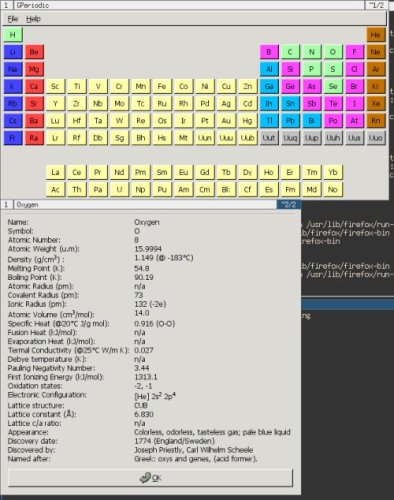 1 GPeriodic ~1/2
File Help
H He
Li Be B C N O F Ne
Na Mg Al Si P S Cl Ar
K Ca Sc Ti V Cr Mn Fe Co Ni Cu Zn Ga Ge As Se Br Kr
Rb Sr Y Zr Nb Mo Tc Ru Rh Pd Ag Cd In Sn Sb Te I Xe
Cs Ba Lu Hf Ta W Re Os Ir Pt Au Hg Tl Pb Bi Po At Rn
Fr Ra Lr Rf Db Sg Bh Hs Mt Uun Uuu Uub Uut Uuq Uup Uuh Uus Uuo
La Ce Pr Nd Pm Sm Eu Gd Tb Dy Ho Er Tm Yb
Ac Th Pa U Np Pu Am Cm Bk Cf Es Fm Md No
1 Oxygen ~2/2
Name: Oxygen
Symbol: O
Atomic Number: 8
Atomic Weight (u.m): 15.9994
Density (g/cm³) : 1.149 (@ -183°C)
Melting Point (K): 54.8
Boiling Point (K): 90.19
Atomic Radius (pm): n/a
Covalent Radius (pm): 73
Ionic Radius (pm): 132 (-2e)
Atomic Volume (cm³/mol): 14.0
Specific Heat (@20°C J/g mol): 0.916 (O-O)
Fusion Heat (kJ/mol): n/a
Evaporation Heat (kJ/mol): n/a
Termal Conductivity (@25°C W/m K): 0.027
Debye temperature (K): n/a
Pauling Negativity Number: 3.44
First Ionizing Energy (kJ/mol): 1313.1
Oxidation states: -2, -1
Electronic Configuration: [He] 2s² 2p⁴
Lattice structure: CUB
Lattice constant (Å): 6.830
Lattice c/a ratio: n/a
Appearance: Colorless, odorless, tasteless gas; pale blue liquid
Discovery date: 1774 (England/Sweden)
Discovered by: Joseph Priestly, Carl Wilhelm Scheele
Named after: Greek: oxys and genes, (acid former).
OK
/usr/lib/firefox/run-
/firefox/firefox-bin
irefox-bin
/usr/lib/firefox/run-
/firefox/firefox-bin